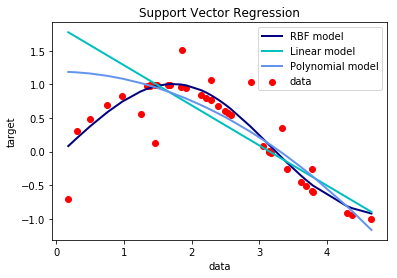 Support Vector Regression
RBF model
Linear model
Polynomial model
data
target
1.5
1.0
0.5
0.0
−0.5
−1.0
0 1 2 3 4
data